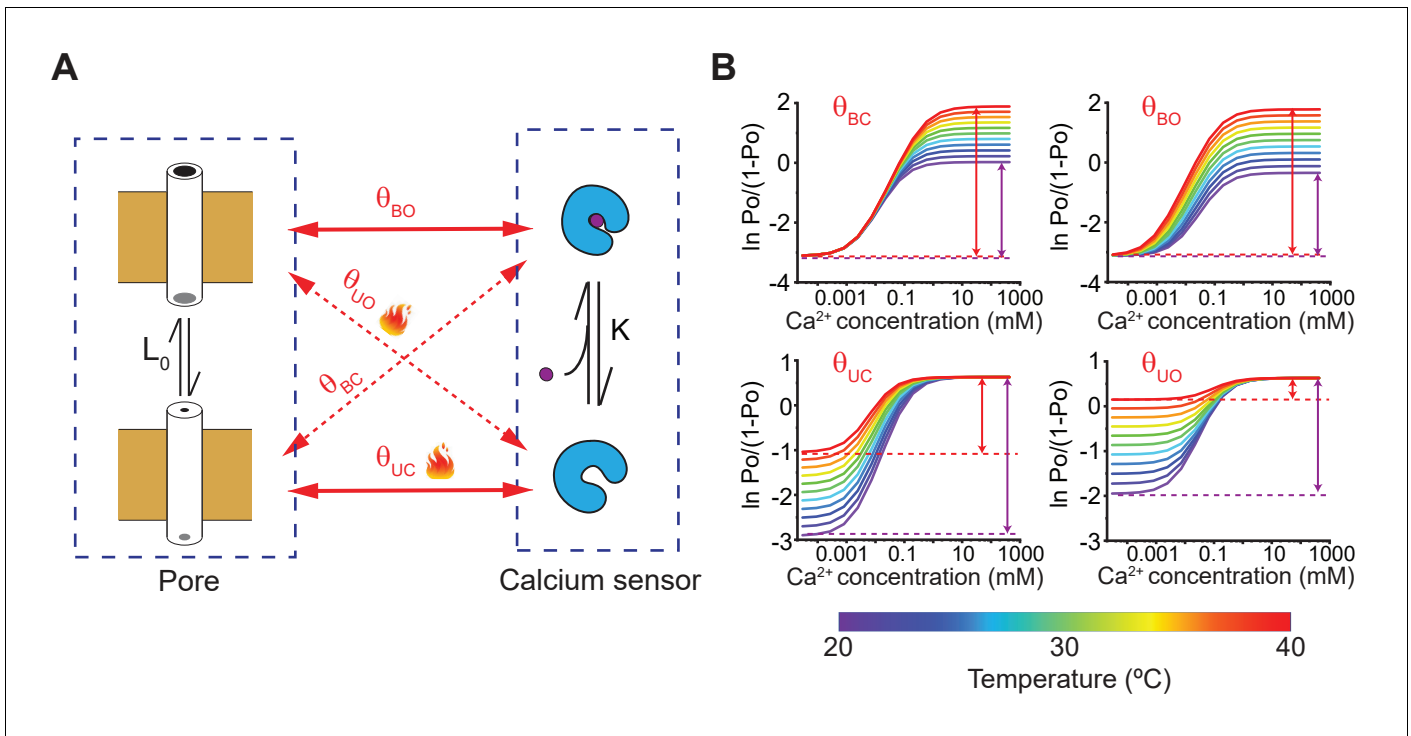 A
θBO
θUO
θBC
θUC
L0
K
Pore
Calcium sensor
B
ln Po/(1-Po)
2
0
-2
-4
θBC
0.001 0.1 10 1000
Ca2+ concentration (mM)
ln Po/(1-Po)
2
0
-2
-4
θBO
0.001 0.1 10 1000
Ca2+ concentration (mM)
ln Po/(1-Po)
1
0
-1
-2
-3
θUC
0.001 0.1 10 1000
Ca2+ concentration (mM)
ln Po/(1-Po)
1
0
-1
-2
-3
θUO
0.001 0.1 10 1000
Ca2+ concentration (mM)
20 30 40
Temperature (ºC)